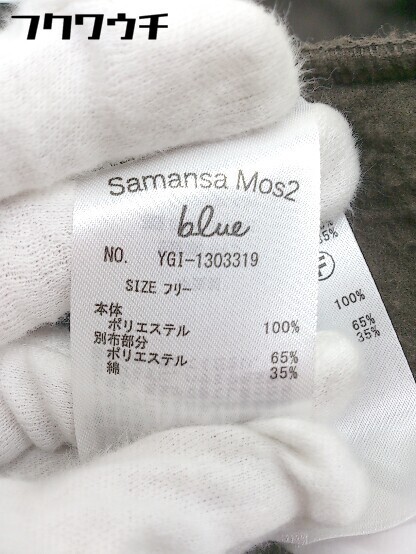 フクワウチ
Samansa Mos2
blue
NO. YGI-1303319
SIZE フリー
本体
ポリエステル 100%
別布部分
ポリエステル 65%
綿 35%
35%
F
100%
65%
35%